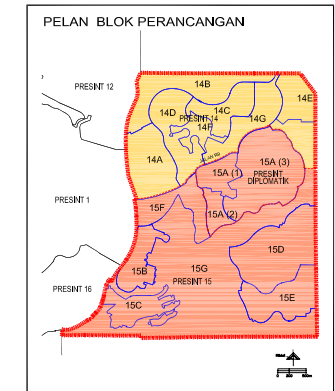 PELAN BLOK PERANCANGAN
PRESINT 12
14B
14E
14D
14C
PRESINT 14
14F
14G
14A
15A (3)
15A (1)
PRESINT
DIPLOMATIK
PRESINT 1
15F
15A (2)
15D
15G
15B
PRESINT 15
PRESINT 16
15E
15C